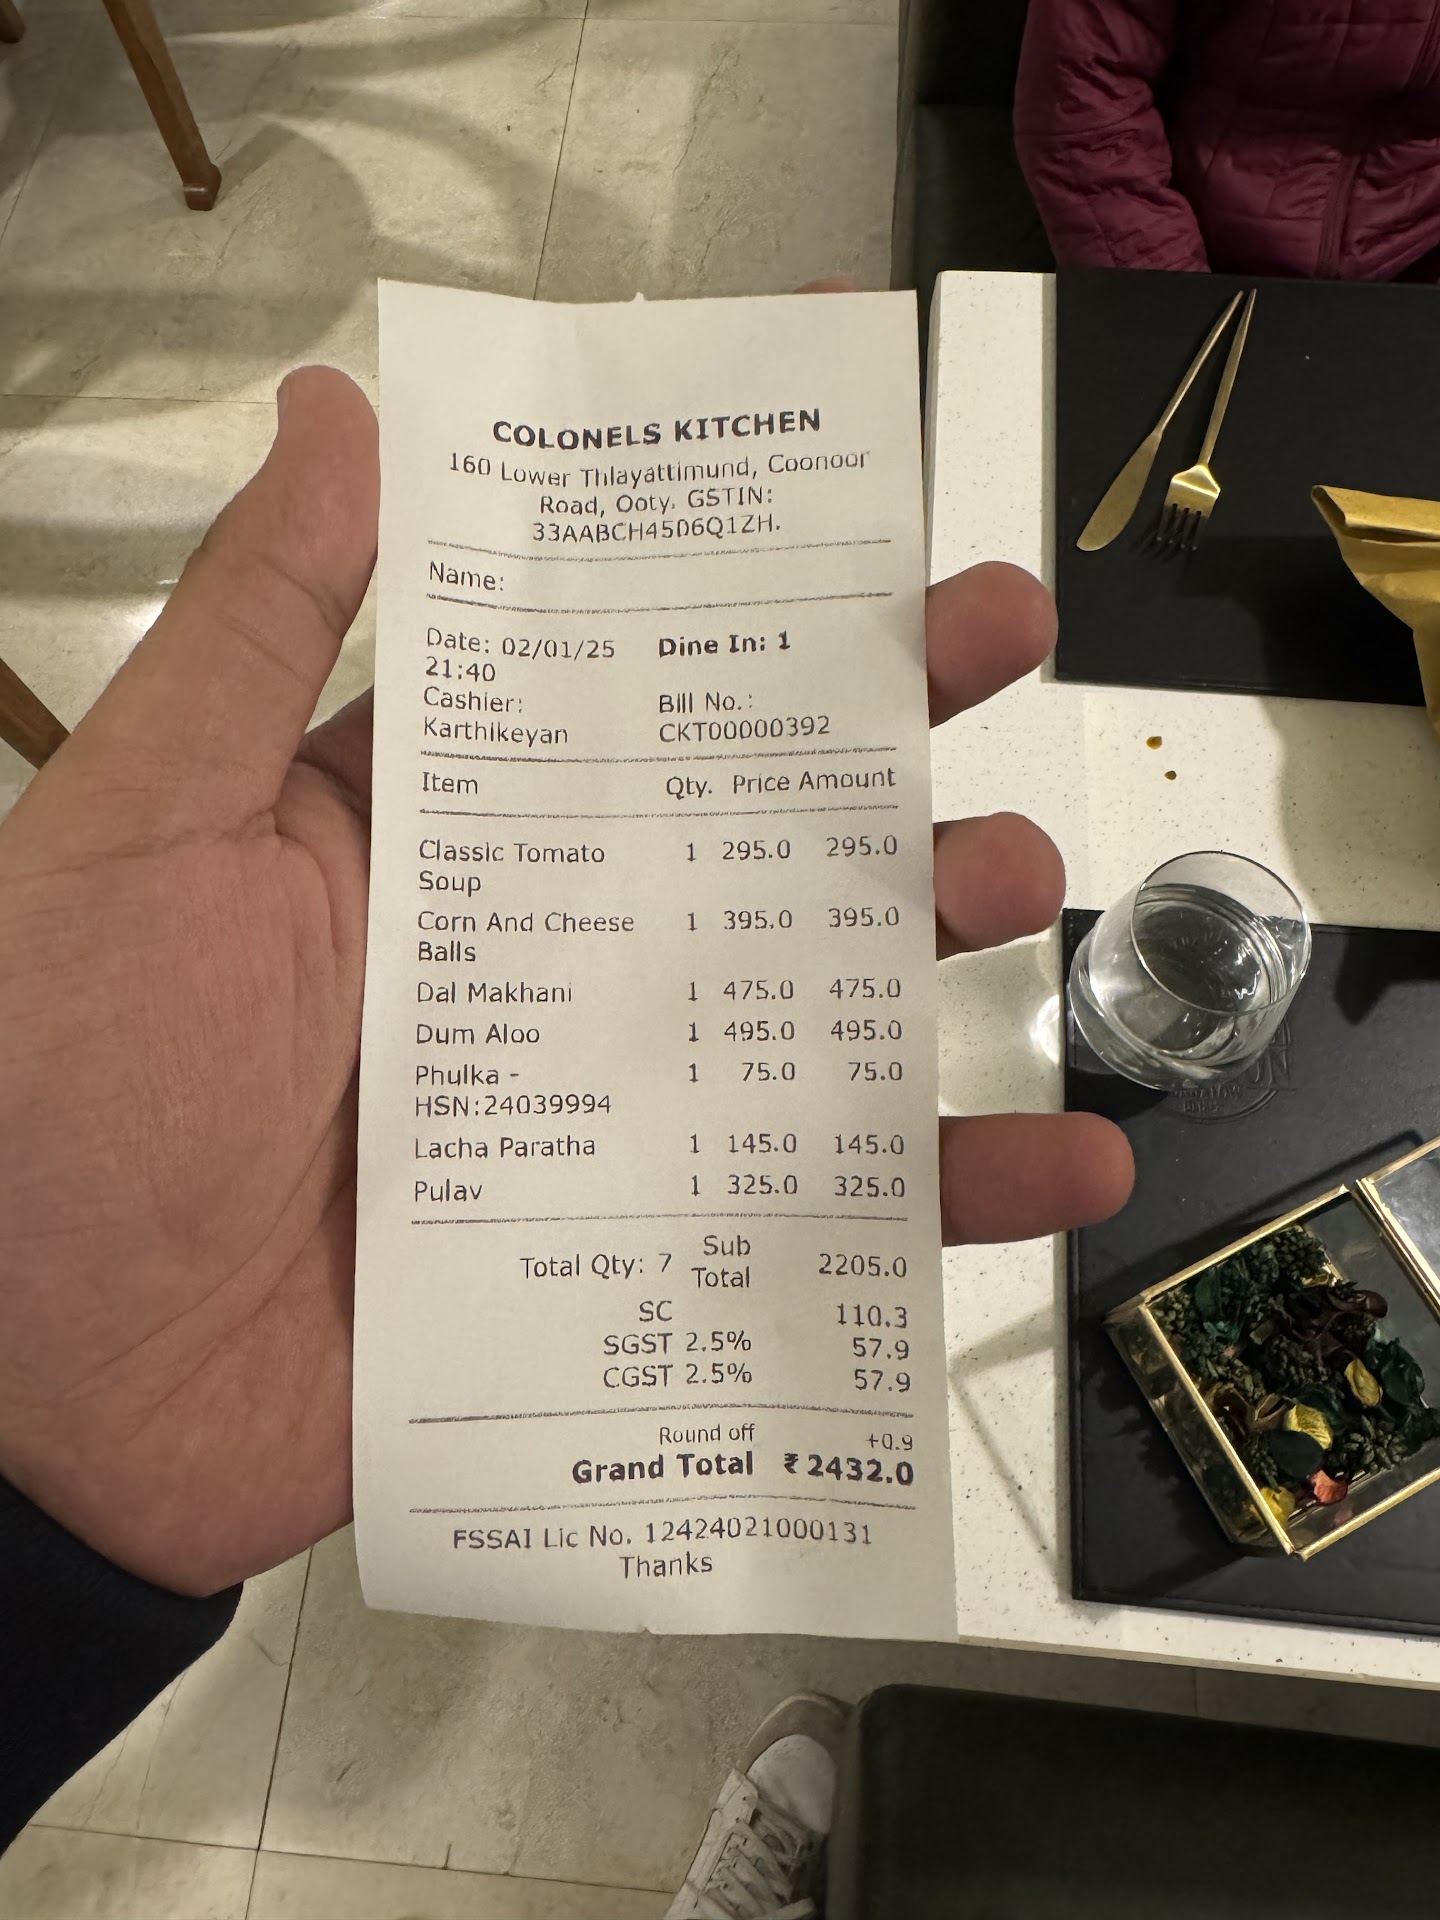 COLONELS KITCHEN
160 Lower Thlayattimund, Coonoor
Road, Ooty. GSTIN:
33AABCH4506Q1ZH.
Name:
Date: 02/01/25 Dine In: 1
21:40
Cashier: Bill No.:
Karthikeyan CKT00000392
Item Qty. Price Amount
Classic Tomato 1 295.0 295.0
Soup
Corn And Cheese 1 395.0 395.0
Balls
Dal Makhani 1 475.0 475.0
Dum Aloo 1 495.0 495.0
Phulka - 1 75.0 75.0
HSN:24039994
Lacha Paratha 1 145.0 145.0
Pulav 1 325.0 325.0
Total Qty: 7 Sub Total 2205.0
SC 110.3
SGST 2.5% 57.9
CGST 2.5% 57.9
Round off +0.9
Grand Total ₹2432.0
FSSAI Lic No. 12424021000131
Thanks